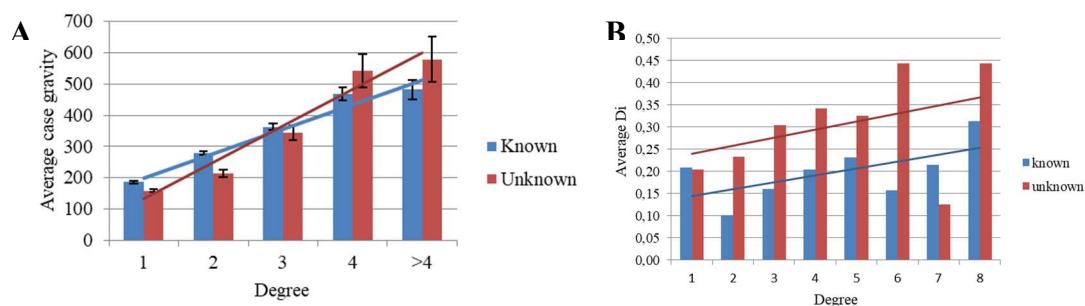 A
Average case gravity
700
600
500
400
300
200
100
0
1 2 3 4 >4
Degree
Known
Unknown
B
Average Di
0,50
0,45
0,40
0,35
0,30
0,25
0,20
0,15
0,10
0,05
0,00
1 2 3 4 5 6 7 8
Degree
known
unknown